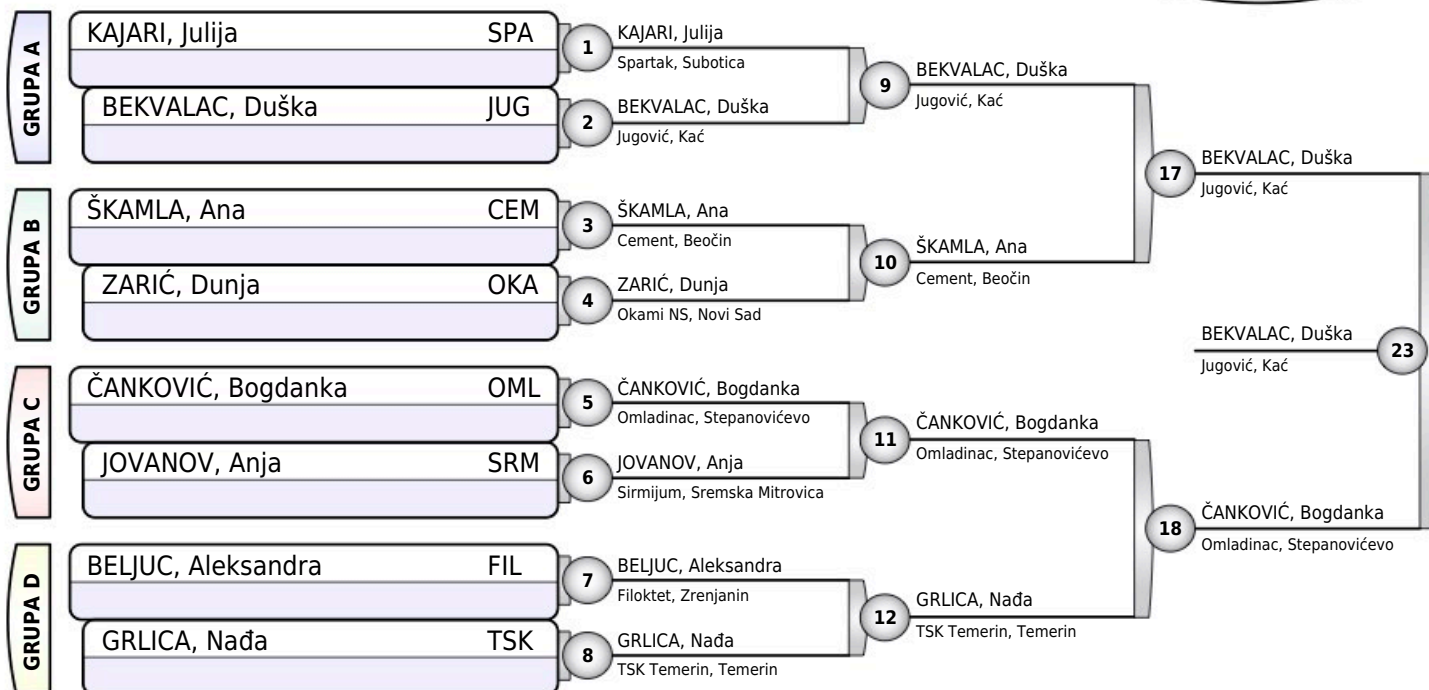 GRUPA A
KAJARI, Julija SPA
BEKVALAC, Duška JUG
1
KAJARI, Julija
Spartak, Subotica
2
BEKVALAC, Duška
Jugović, Kać
9
BEKVALAC, Duška
Jugović, Kać
GRUPA B
ŠKAMLA, Ana CEM
ZARIĆ, Dunja OKA
3
ŠKAMLA, Ana
Cement, Beočin
4
ZARIĆ, Dunja
Okami NS, Novi Sad
10
ŠKAMLA, Ana
Cement, Beočin
17
BEKVALAC, Duška
Jugović, Kać
BEKVALAC, Duška
Jugović, Kać
23
GRUPA C
ČANKOVIĆ, Bogdanka OML
JOVANOV, Anja SRM
5
ČANKOVIĆ, Bogdanka
Omladinac, Stepanovićevo
6
JOVANOV, Anja
Sirmijum, Sremska Mitrovica
11
ČANKOVIĆ, Bogdanka
Omladinac, Stepanovićevo
18
ČANKOVIĆ, Bogdanka
Omladinac, Stepanovićevo
GRUPA D
BELJUC, Aleksandra FIL
GRLICA, Nađa TSK
7
BELJUC, Aleksandra
Filoktet, Zrenjanin
8
GRLICA, Nađa
TSK Temerin, Temerin
12
GRLICA, Nađa
TSK Temerin, Temerin